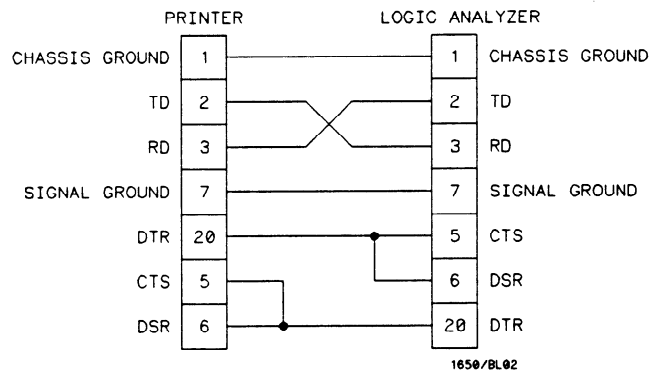 PRINTER LOGIC ANALYZER
CHASSIS GROUND 1 1 CHASSIS GROUND
TD 2 2 TD
RD 3 3 RD
SIGNAL GROUND 7 7 SIGNAL GROUND
DTR 20 5 CTS
CTS 5 6 DSR
DSR 6 20 DTR
1650/BL02